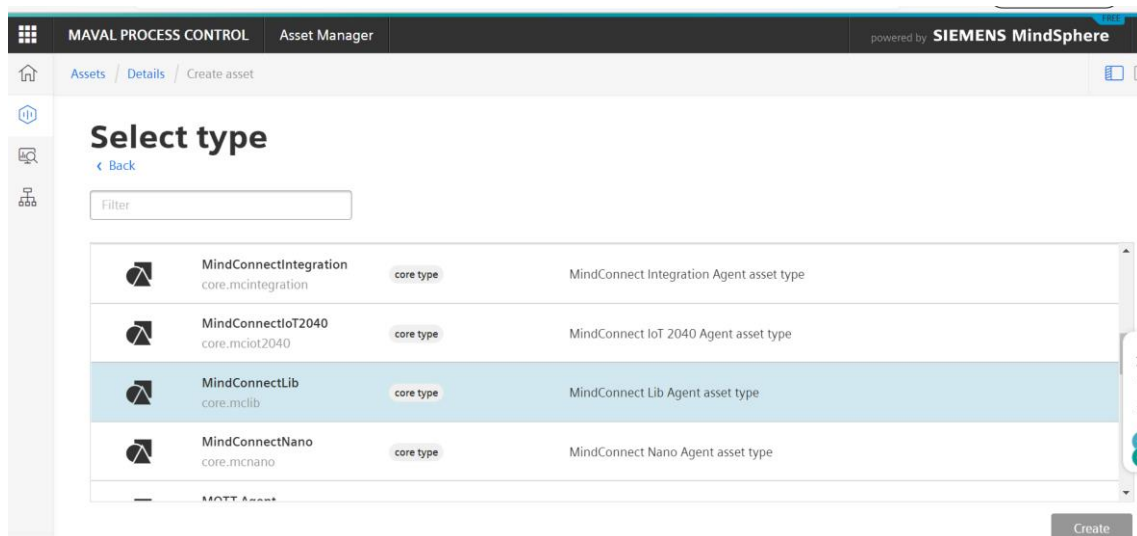 FREE
MAVAL PROCESS CONTROL Asset Manager powered by SIEMENS MindSphere
Assets / Details / Create asset
Select type
‹ Back
Filter
MindConnectIntegration core type MindConnect Integration Agent asset type
core.mcintegration
MindConnectIoT2040 core type MindConnect IoT 2040 Agent asset type
core.mciot2040
MindConnectLib core type MindConnect Lib Agent asset type
core.mclib
MindConnectNano core type MindConnect Nano Agent asset type
core.mcnano
MQTT Agent
Create